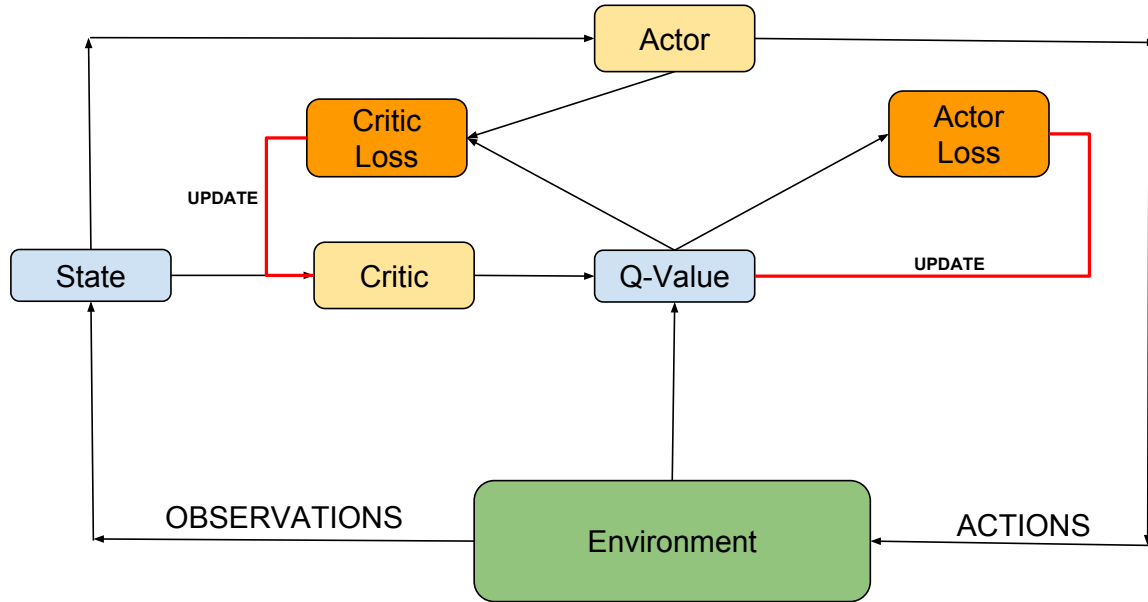 Actor
Critic
Loss
Actor
Loss
UPDATE
State
Critic
Q-Value
UPDATE
OBSERVATIONS
Environment
ACTIONS